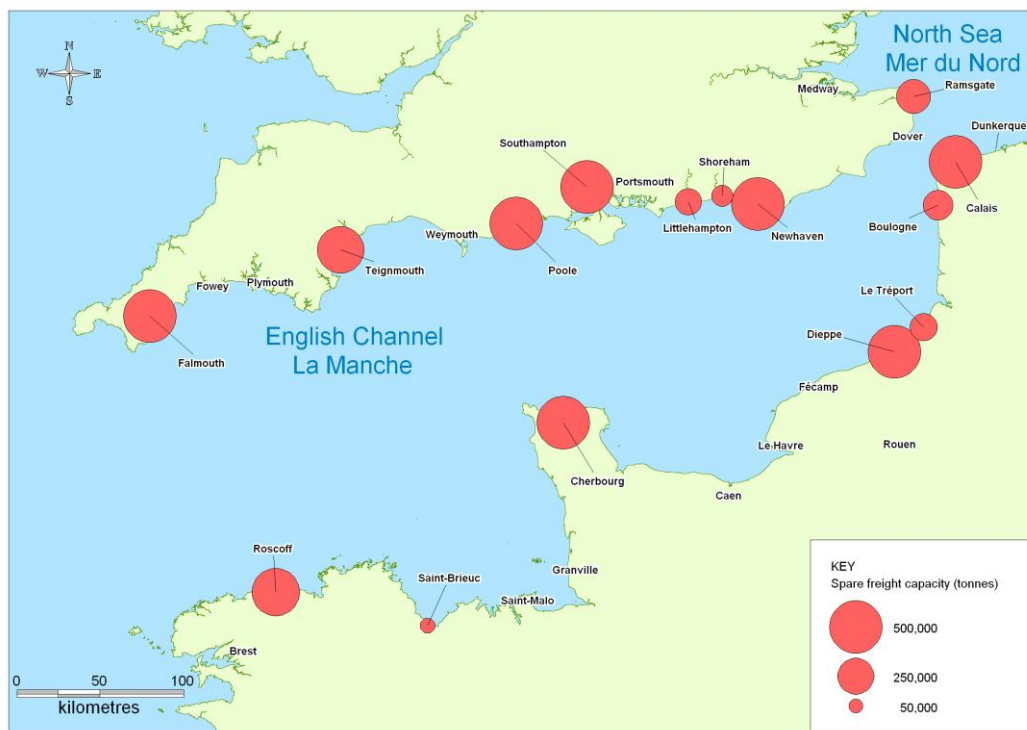 North Sea
Mer du Nord
N
W E
S
Medway
Ramsgate
Dover
Dunkerque
Southampton
Portsmouth
Shoreham
Calais
Littlehampton
Newhaven
Boulogne
Weymouth
Poole
Teignmouth
Fowey
Plymouth
Le Tréport
English Channel
La Manche
Dieppe
Falmouth
Fécamp
Le Havre
Rouen
Cherbourg
Caen
Roscoff
Saint-Brieuc
Granville
Saint-Malo
Brest
0 50 100
kilometres
KEY
Spare freight capacity (tonnes)
500,000
250,000
50,000